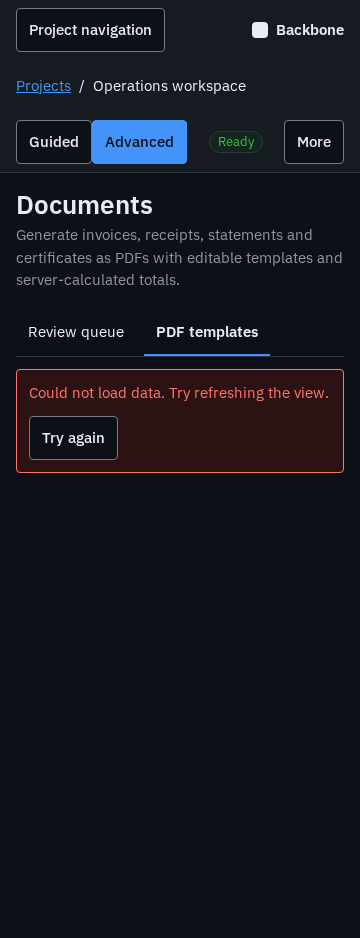 Project navigation
Backbone
Projects / Operations workspace
Guided
Advanced
Ready
More
Documents
Generate invoices, receipts, statements and
certificates as PDFs with editable templates and
server-calculated totals.
Review queue
PDF templates
Could not load data. Try refreshing the view.
Try again